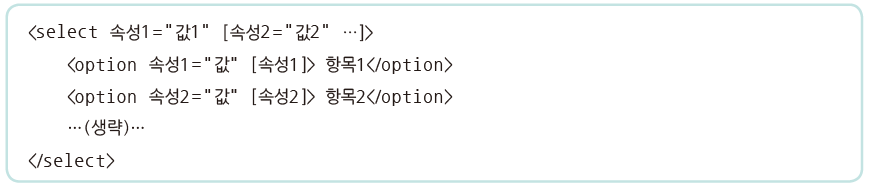 <select 속성1="값1" [속성2="값2" …]>
<option 속성1="값" [속성1]> 항목1</option>
<option 속성2="값" [속성2]> 항목2</option>
…(생략)…
</select>